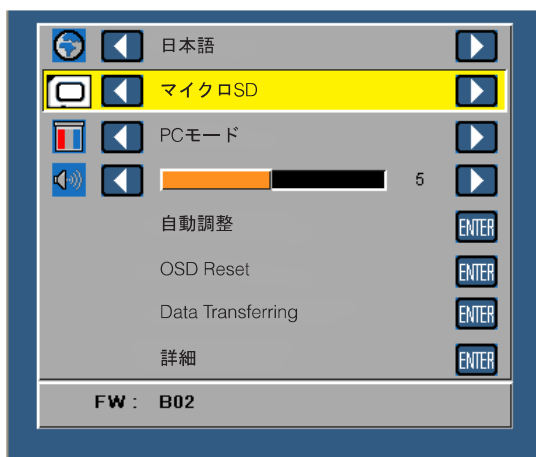 日本語
マイクロSD
PCモード
5
自動調整 ENTER
OSD Reset ENTER
Data Transferring ENTER
詳細 ENTER
FW : B02